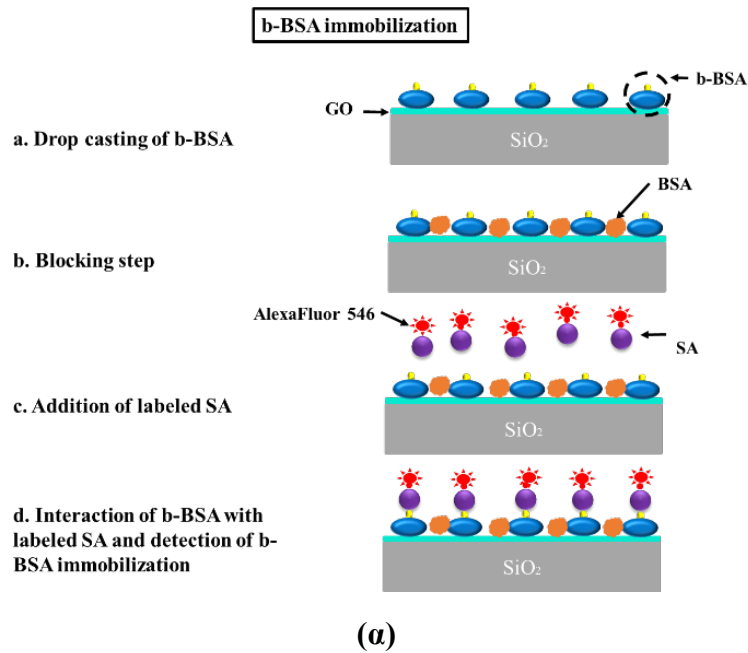 b-BSA immobilization
b-BSA
GO
a. Drop casting of b-BSA
SiO₂
BSA
b. Blocking step
SiO₂
AlexaFluor 546
SA
c. Addition of labeled SA
SiO₂
d. Interaction of b-BSA with
labeled SA and detection of b-
BSA immobilization
SiO₂
(α)